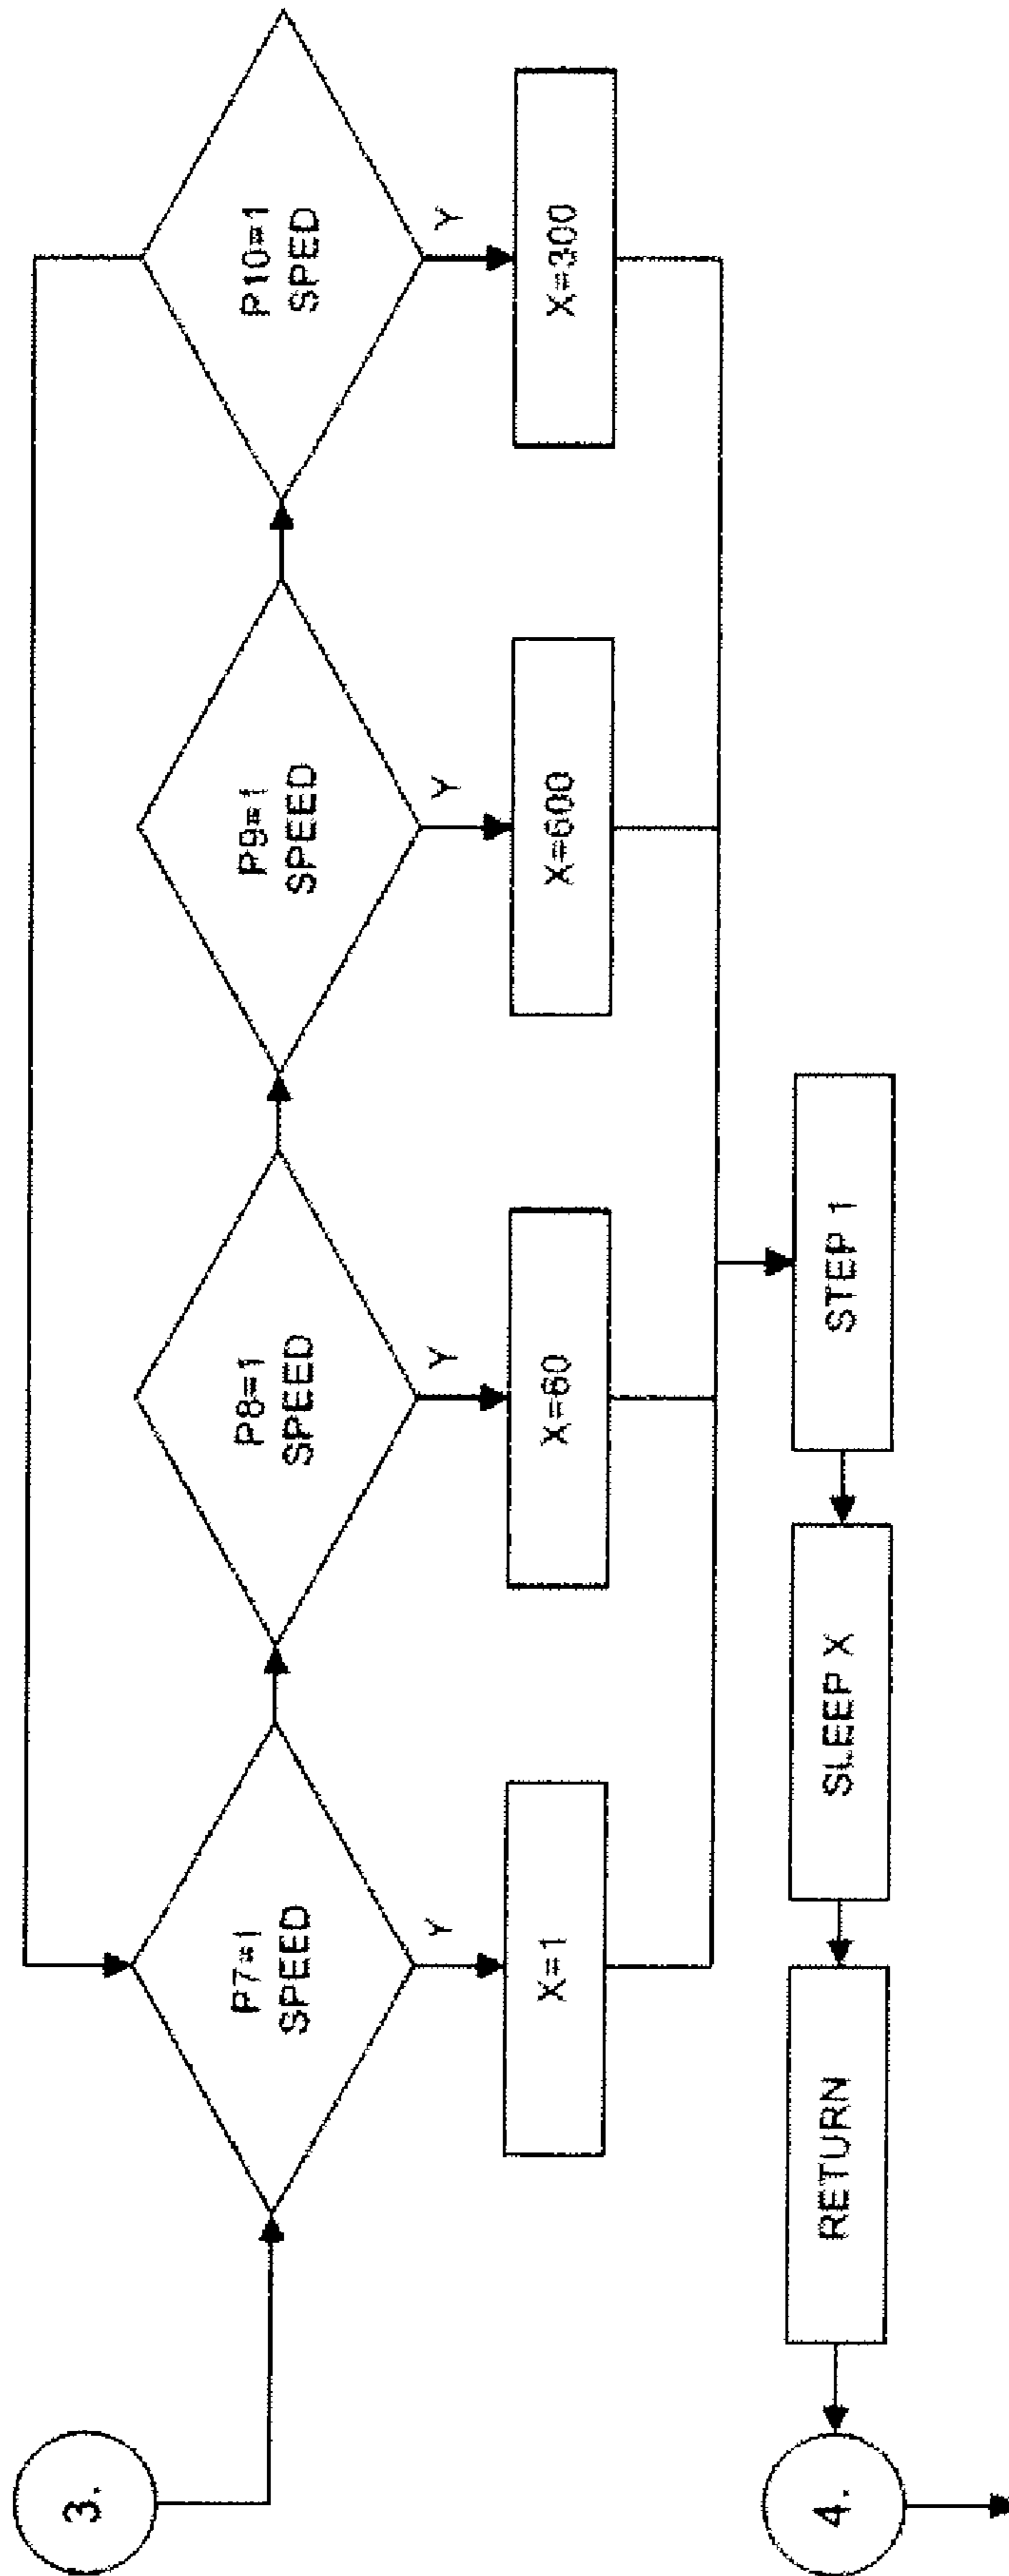 3.
P7=1
SPEED
P8=1
SPEED
P9=1
SPEED
P10=1
SPED
Y
Y
Y
Y
X=1
X=60
X=600
X=300
STEP 1
SLEEP X
RETURN
4.